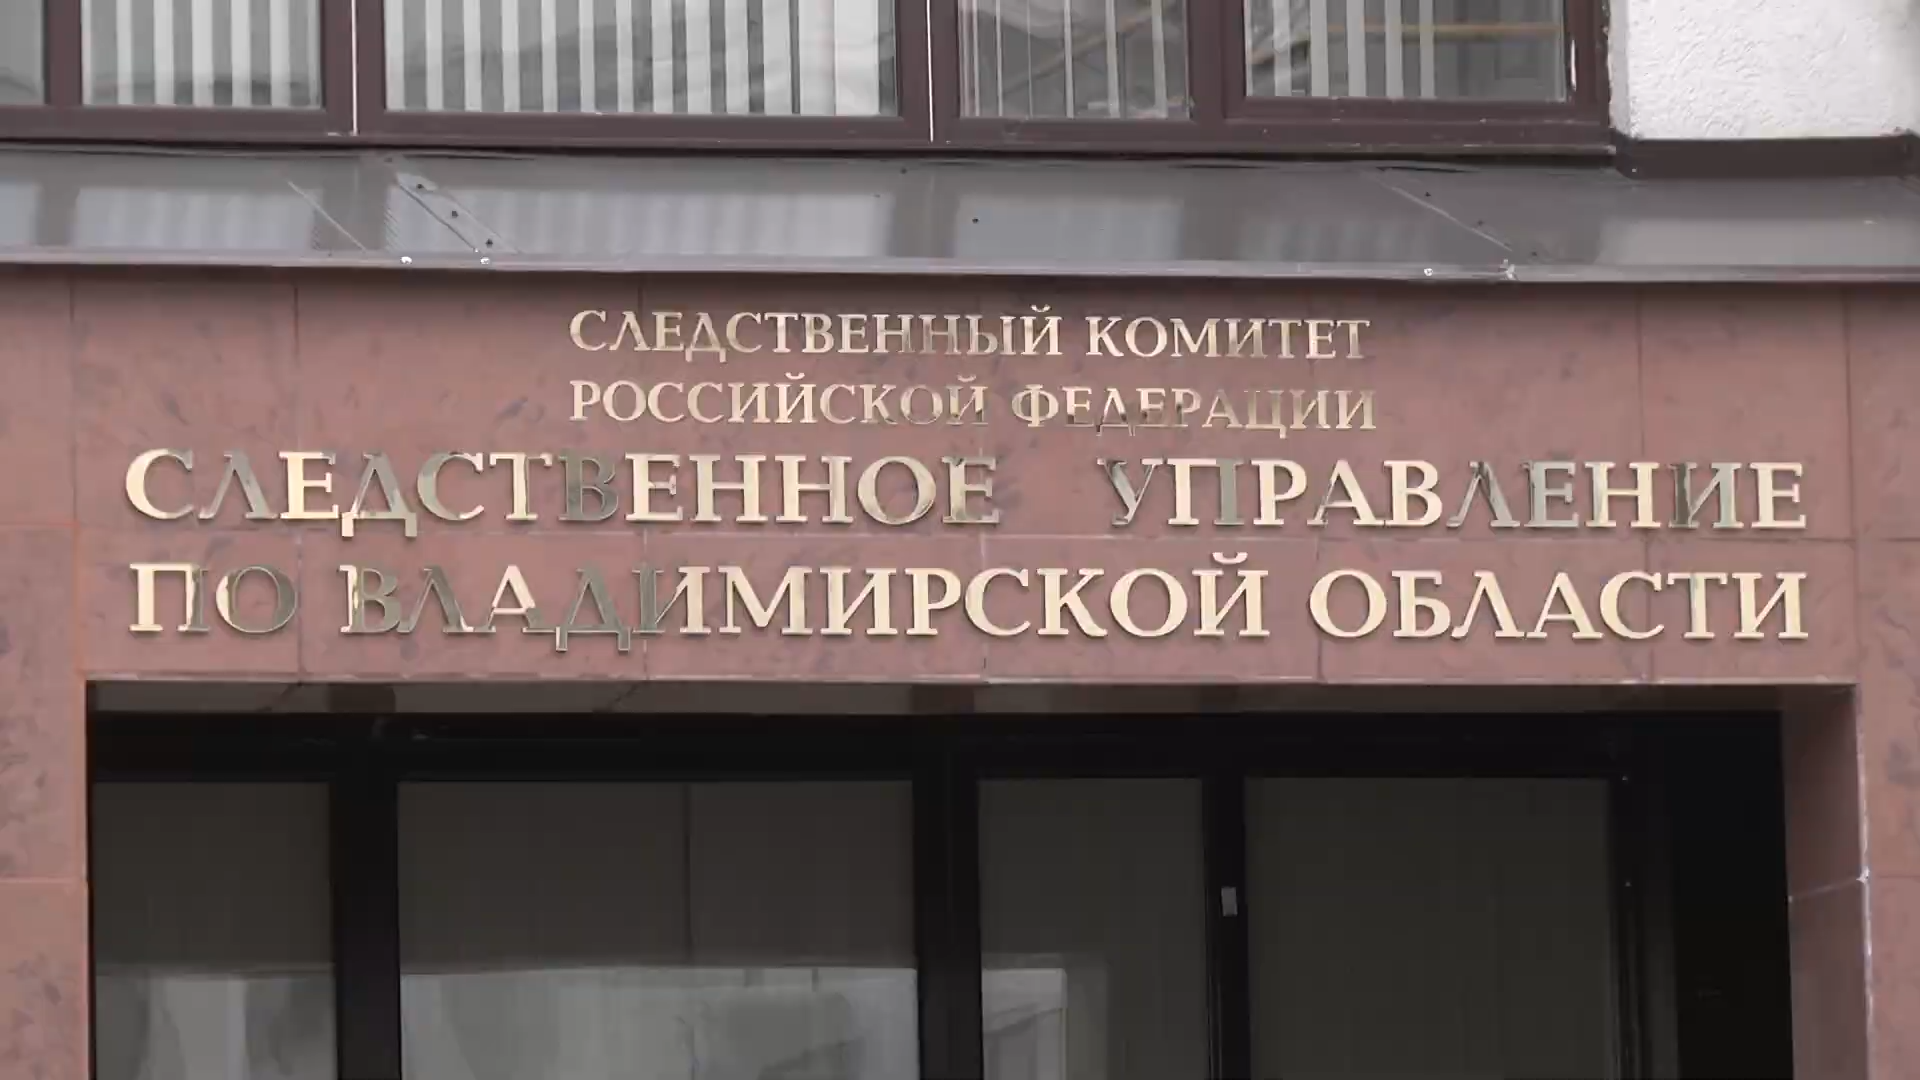 СЛЕДСТВЕННЫЙ КОМИТЕТ
РОССИЙСКОЙ ФЕДЕРАЦИИ
СЛЕДСТВЕННОЕ УПРАВЛЕНИЕ
ПО ВЛАДИМИРСКОЙ ОБЛАСТИ